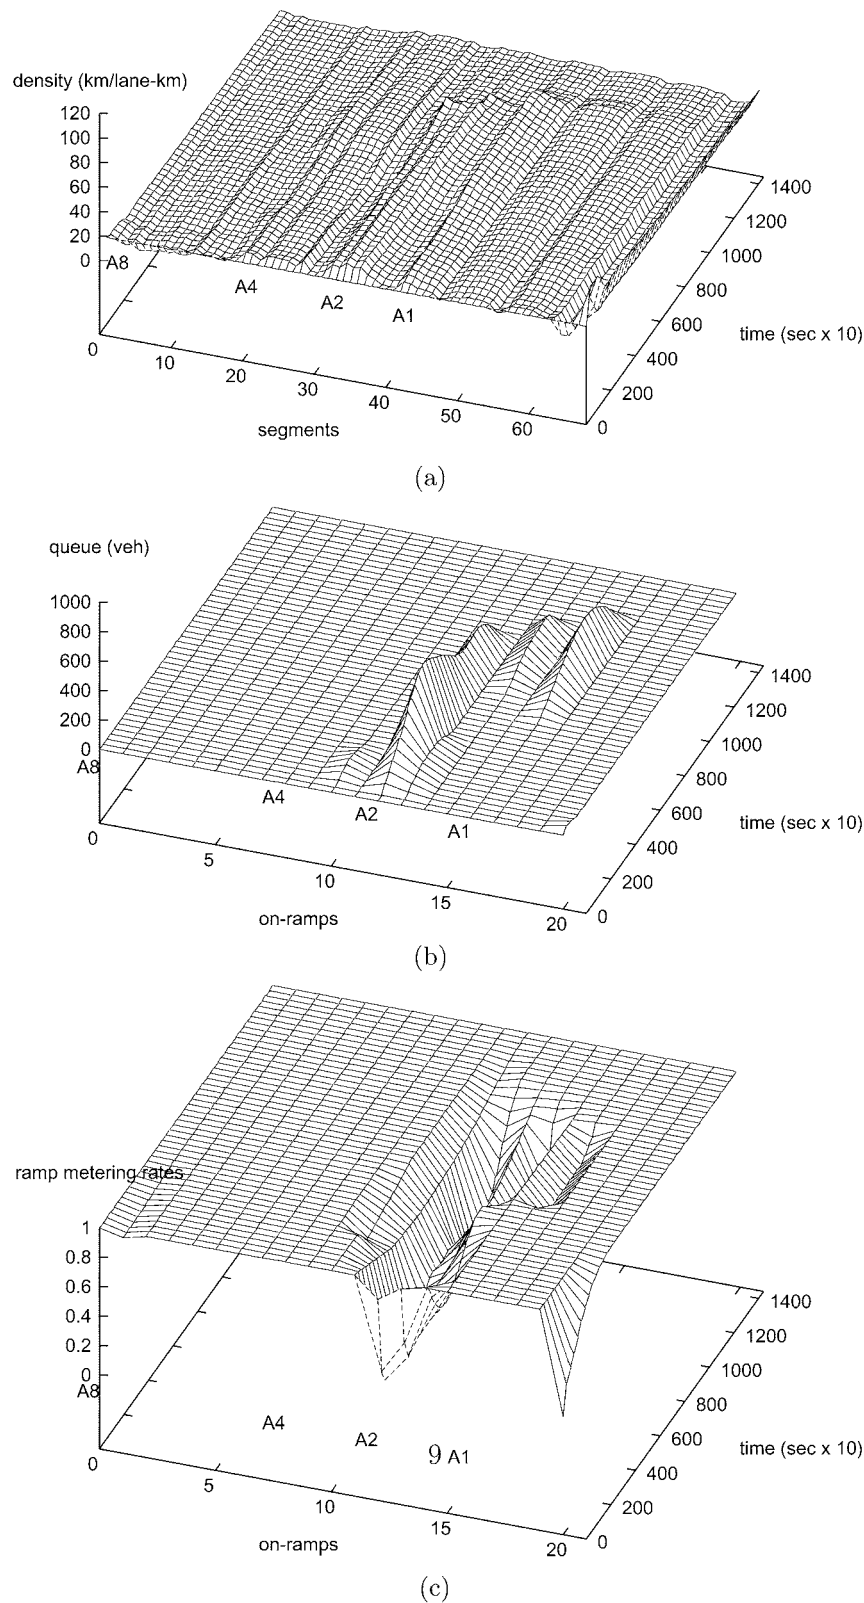 density (km/lane-km)
120
100
80
60
40
20
0
A8
A4
A2
A1
0
10
20
30
40
50
60
segments
0
200
400
600
800
1000
1200
1400
time (sec x 10)
(a)
queue (veh)
1000
800
600
400
200
0
A8
A4
A2
A1
0
5
10
15
20
on-ramps
0
200
400
600
800
1000
1200
1400
time (sec x 10)
(b)
ramp metering rates
1
0.8
0.6
0.4
0.2
0
A8
A4
A2
9 A1
0
5
10
15
20
on-ramps
0
200
400
600
800
1000
1200
1400
time (sec x 10)
(c)